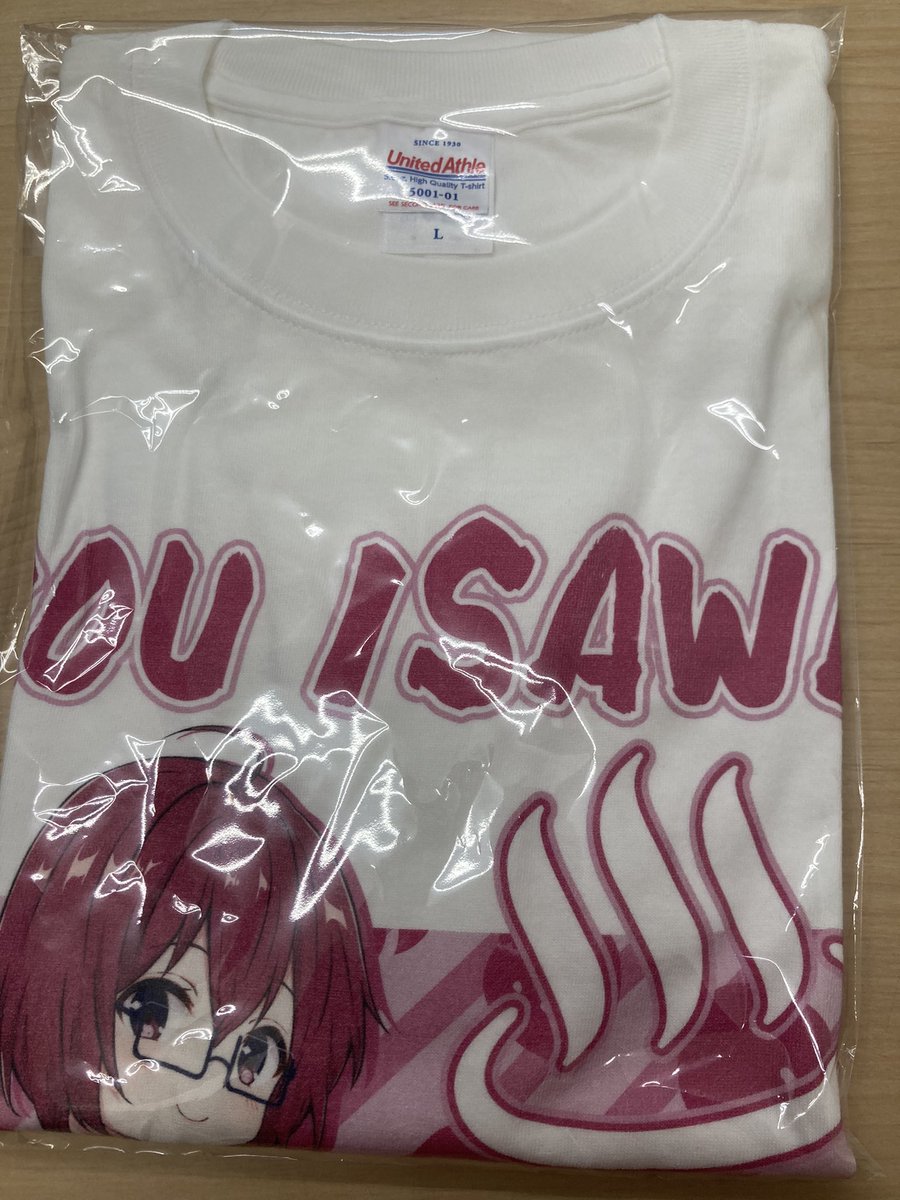 SINCE 1930
United Athle
High Quality T-shirt
5001-01
L
OU ISAW